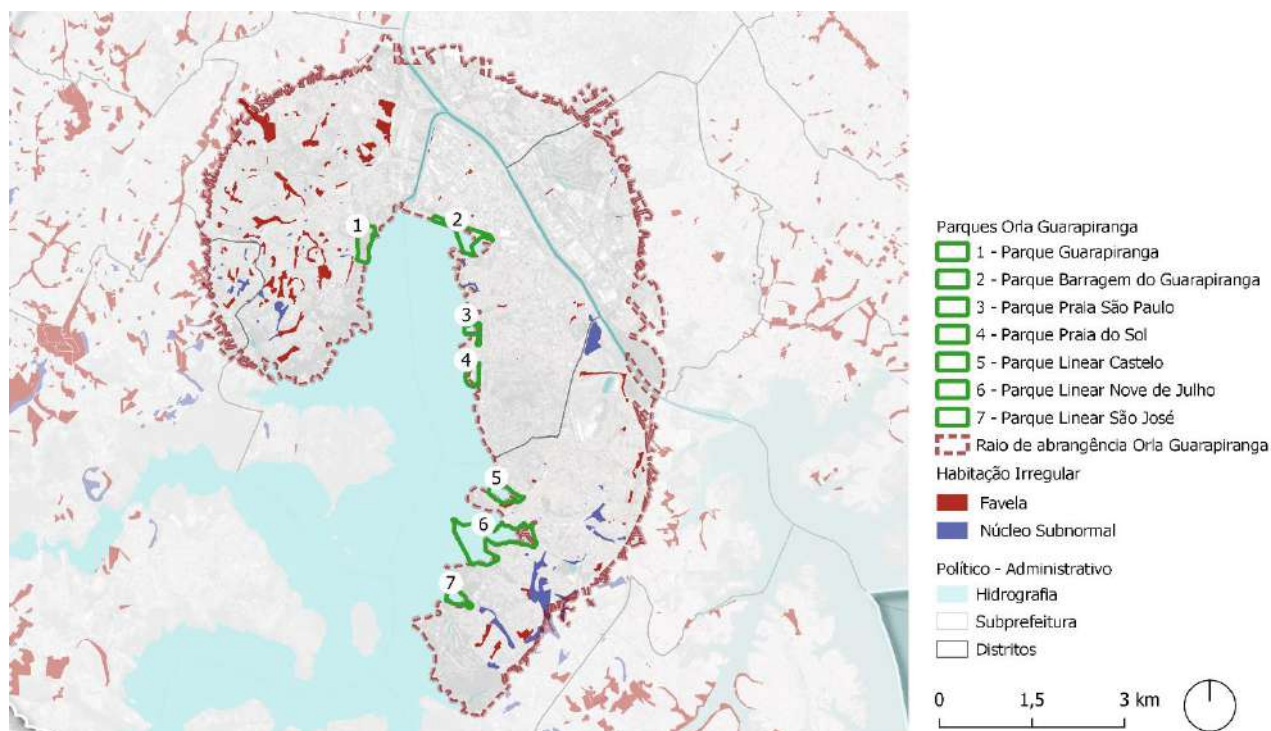 1
2
3
4
5
6
7
Parques Orla Guarapiranga
1 - Parque Guarapiranga
2 - Parque Barragem do Guarapiranga
3 - Parque Praia São Paulo
4 - Parque Praia do Sol
5 - Parque Linear Castelo
6 - Parque Linear Nove de Julho
7 - Parque Linear São José
Raio de abrangência Orla Guarapiranga
Habitação Irregular
Favela
Núcleo Subnormal
Político - Administrativo
Hidrografia
Subprefeitura
Distritos
0 1,5 3 km